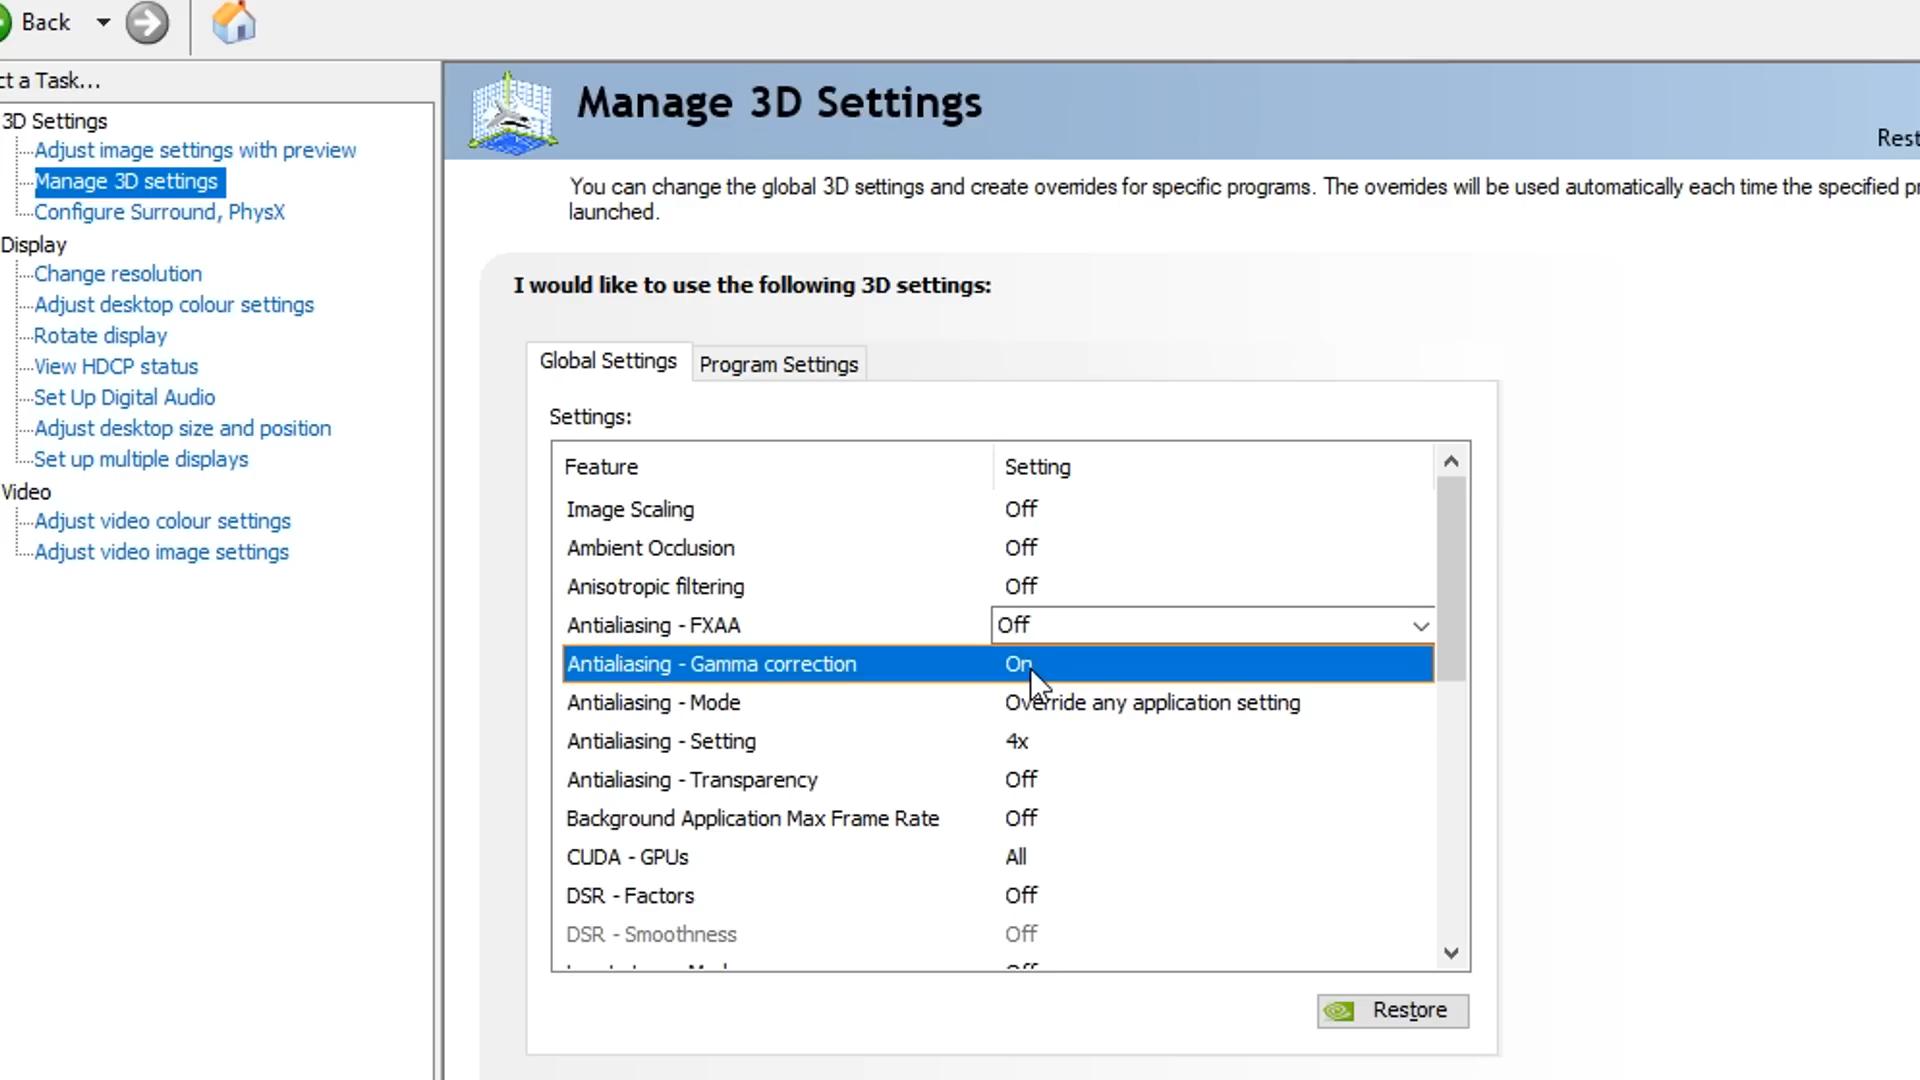 Back
ct a Task...
3D Settings
Adjust image settings with preview
Manage 3D settings
Configure Surround, PhysX
Display
Change resolution
Adjust desktop colour settings
Rotate display
View HDCP status
Set Up Digital Audio
Adjust desktop size and position
Set up multiple displays
Video
Adjust video colour settings
Adjust video image settings
Manage 3D Settings
Rest
You can change the global 3D settings and create overrides for specific programs. The overrides will be used automatically each time the specified pr
launched.
I would like to use the following 3D settings:
Global Settings Program Settings
Settings:
Feature Setting
Image Scaling Off
Ambient Occlusion Off
Anisotropic filtering Off
Antialiasing - FXAA Off
Antialiasing - Gamma correction On
Antialiasing - Mode Override any application setting
Antialiasing - Setting 4x
Antialiasing - Transparency Off
Background Application Max Frame Rate Off
CUDA - GPUs All
DSR - Factors Off
DSR - Smoothness Off
Restore